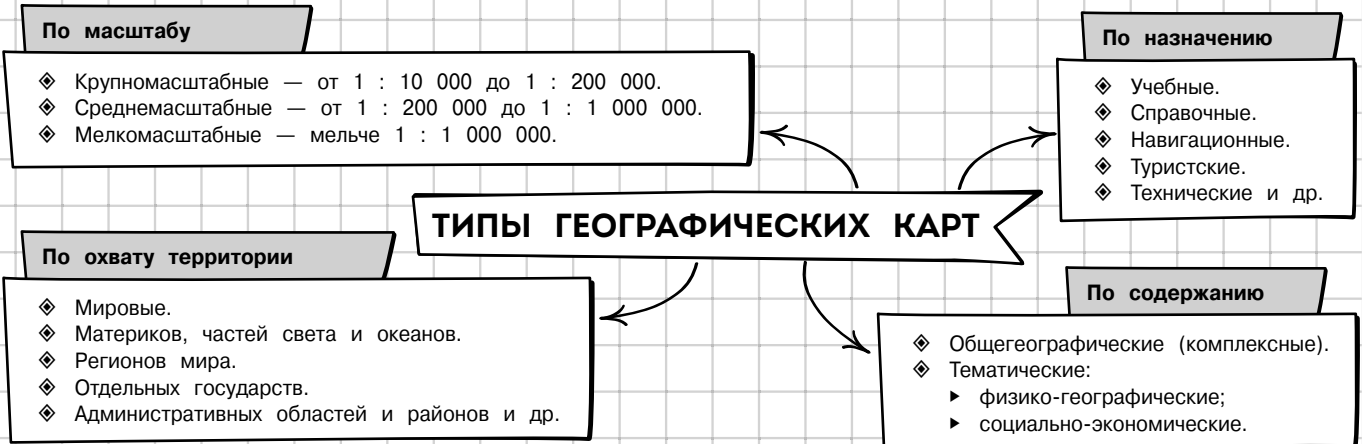 По масштабу
Крупномасштабные — от 1 : 10 000 до 1 : 200 000.
Среднемасштабные — от 1 : 200 000 до 1 : 1 000 000.
Мелкомасштабные — мельче 1 : 1 000 000.
По назначению
Учебные.
Справочные.
Навигационные.
Туристские.
Технические и др.
ТИПЫ ГЕОГРАФИЧЕСКИХ КАРТ
По охвату территории
Мировые.
Материков, частей света и океанов.
Регионов мира.
Отдельных государств.
Административных областей и районов и др.
По содержанию
Общегеографические (комплексные).
Тематические:
физико-географические;
социально-экономические.